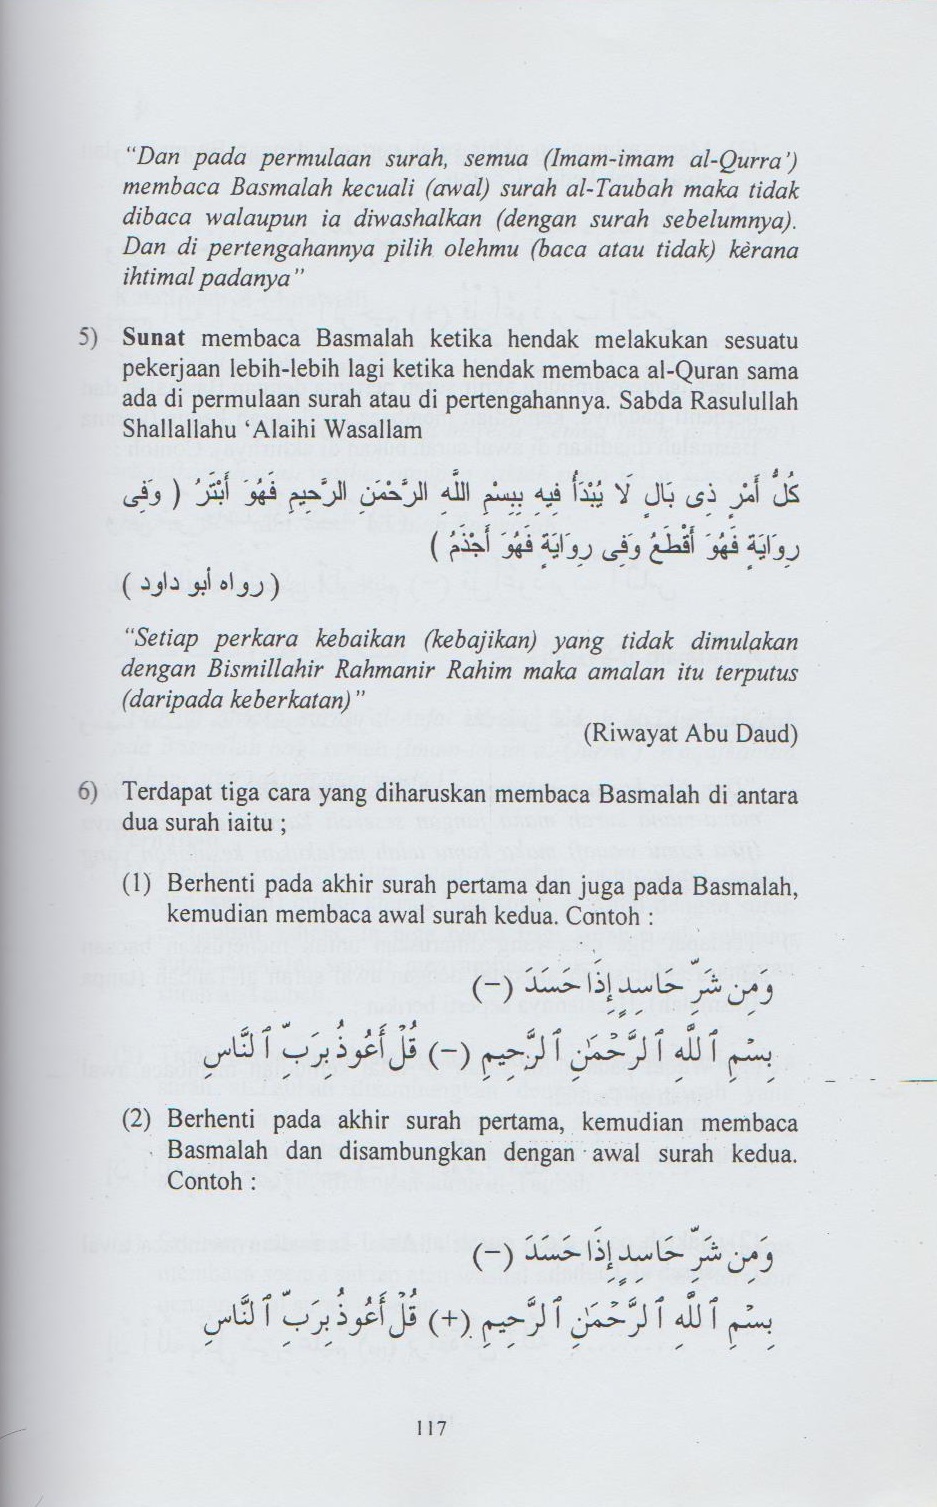 “Dan pada permulaan surah, semua (Imam-imam al-Qurra’)
membaca Basmalah kecuali (awal) surah al-Taubah maka tidak
dibaca walaupun ia diwashalkan (dengan surah sebelumnya).
Dan di pertengahannya pilih olehmu (baca atau tidak) kèrana
ihtimal padanya”
5) Sunat membaca Basmalah ketika hendak melakukan sesuatu
pekerjaan lebih-lebih lagi ketika hendak membaca al-Quran sama
ada di permulaan surah atau di pertengahannya. Sabda Rasulullah
Shallallahu ‘Alaihi Wasallam
كُلُّ أَمْرٍ ذِى بَالٍ لَا يُبْدَأُ فِيهِ بِبِسْمِ اللَّهِ الرَّحْمَنِ الرَّحِيمِ فَهُوَ أَبْتَرُ ( وَفِى
رِوَايَةٍ فَهُوَ أَقْطَعُ وَفِى رِوَايَةٍ فَهُوَ أَجْذَمُ )
( رواه أبو داود )
“Setiap perkara kebaikan (kebajikan) yang tidak dimulakan
dengan Bismillahir Rahmanir Rahim maka amalan itu terputus
(daripada keberkatan)”
(Riwayat Abu Daud)
6) Terdapat tiga cara yang diharuskan membaca Basmalah di antara
dua surah iaitu ;
(1) Berhenti pada akhir surah pertama dan juga pada Basmalah,
kemudian membaca awal surah kedua. Contoh :
وَمِن شَرِّ حَاسِدٍ إِذَا حَسَدَ (-)
بِسْمِ ٱللَّهِ ٱلرَّحْمَٰنِ ٱلرَّحِيمِ (-) قُلْ أَعُوذُ بِرَبِّ ٱلنَّاسِ
(2) Berhenti pada akhir surah pertama, kemudian membaca
Basmalah dan disambungkan dengan awal surah kedua.
Contoh :
وَمِن شَرِّ حَاسِدٍ إِذَا حَسَدَ (-)
بِسْمِ ٱللَّهِ ٱلرَّحْمَٰنِ ٱلرَّحِيمِ (+) قُلْ أَعُوذُ بِرَبِّ ٱلنَّاسِ
117